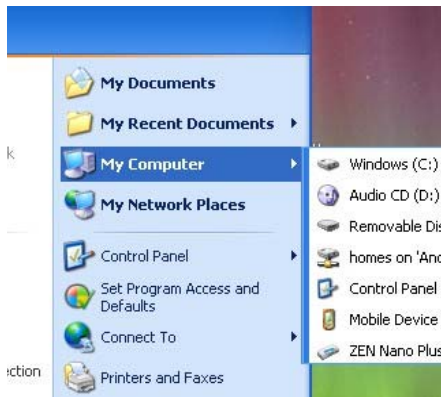 My Documents
My Recent Documents
k
My Computer
My Network Places
Control Panel
Set Program Access and
Defaults
Connect To
ection
Printers and Faxes
Windows (C:)
Audio CD (D:)
Removable Dis
homes on 'And
Control Panel
Mobile Device
ZEN Nano Plus